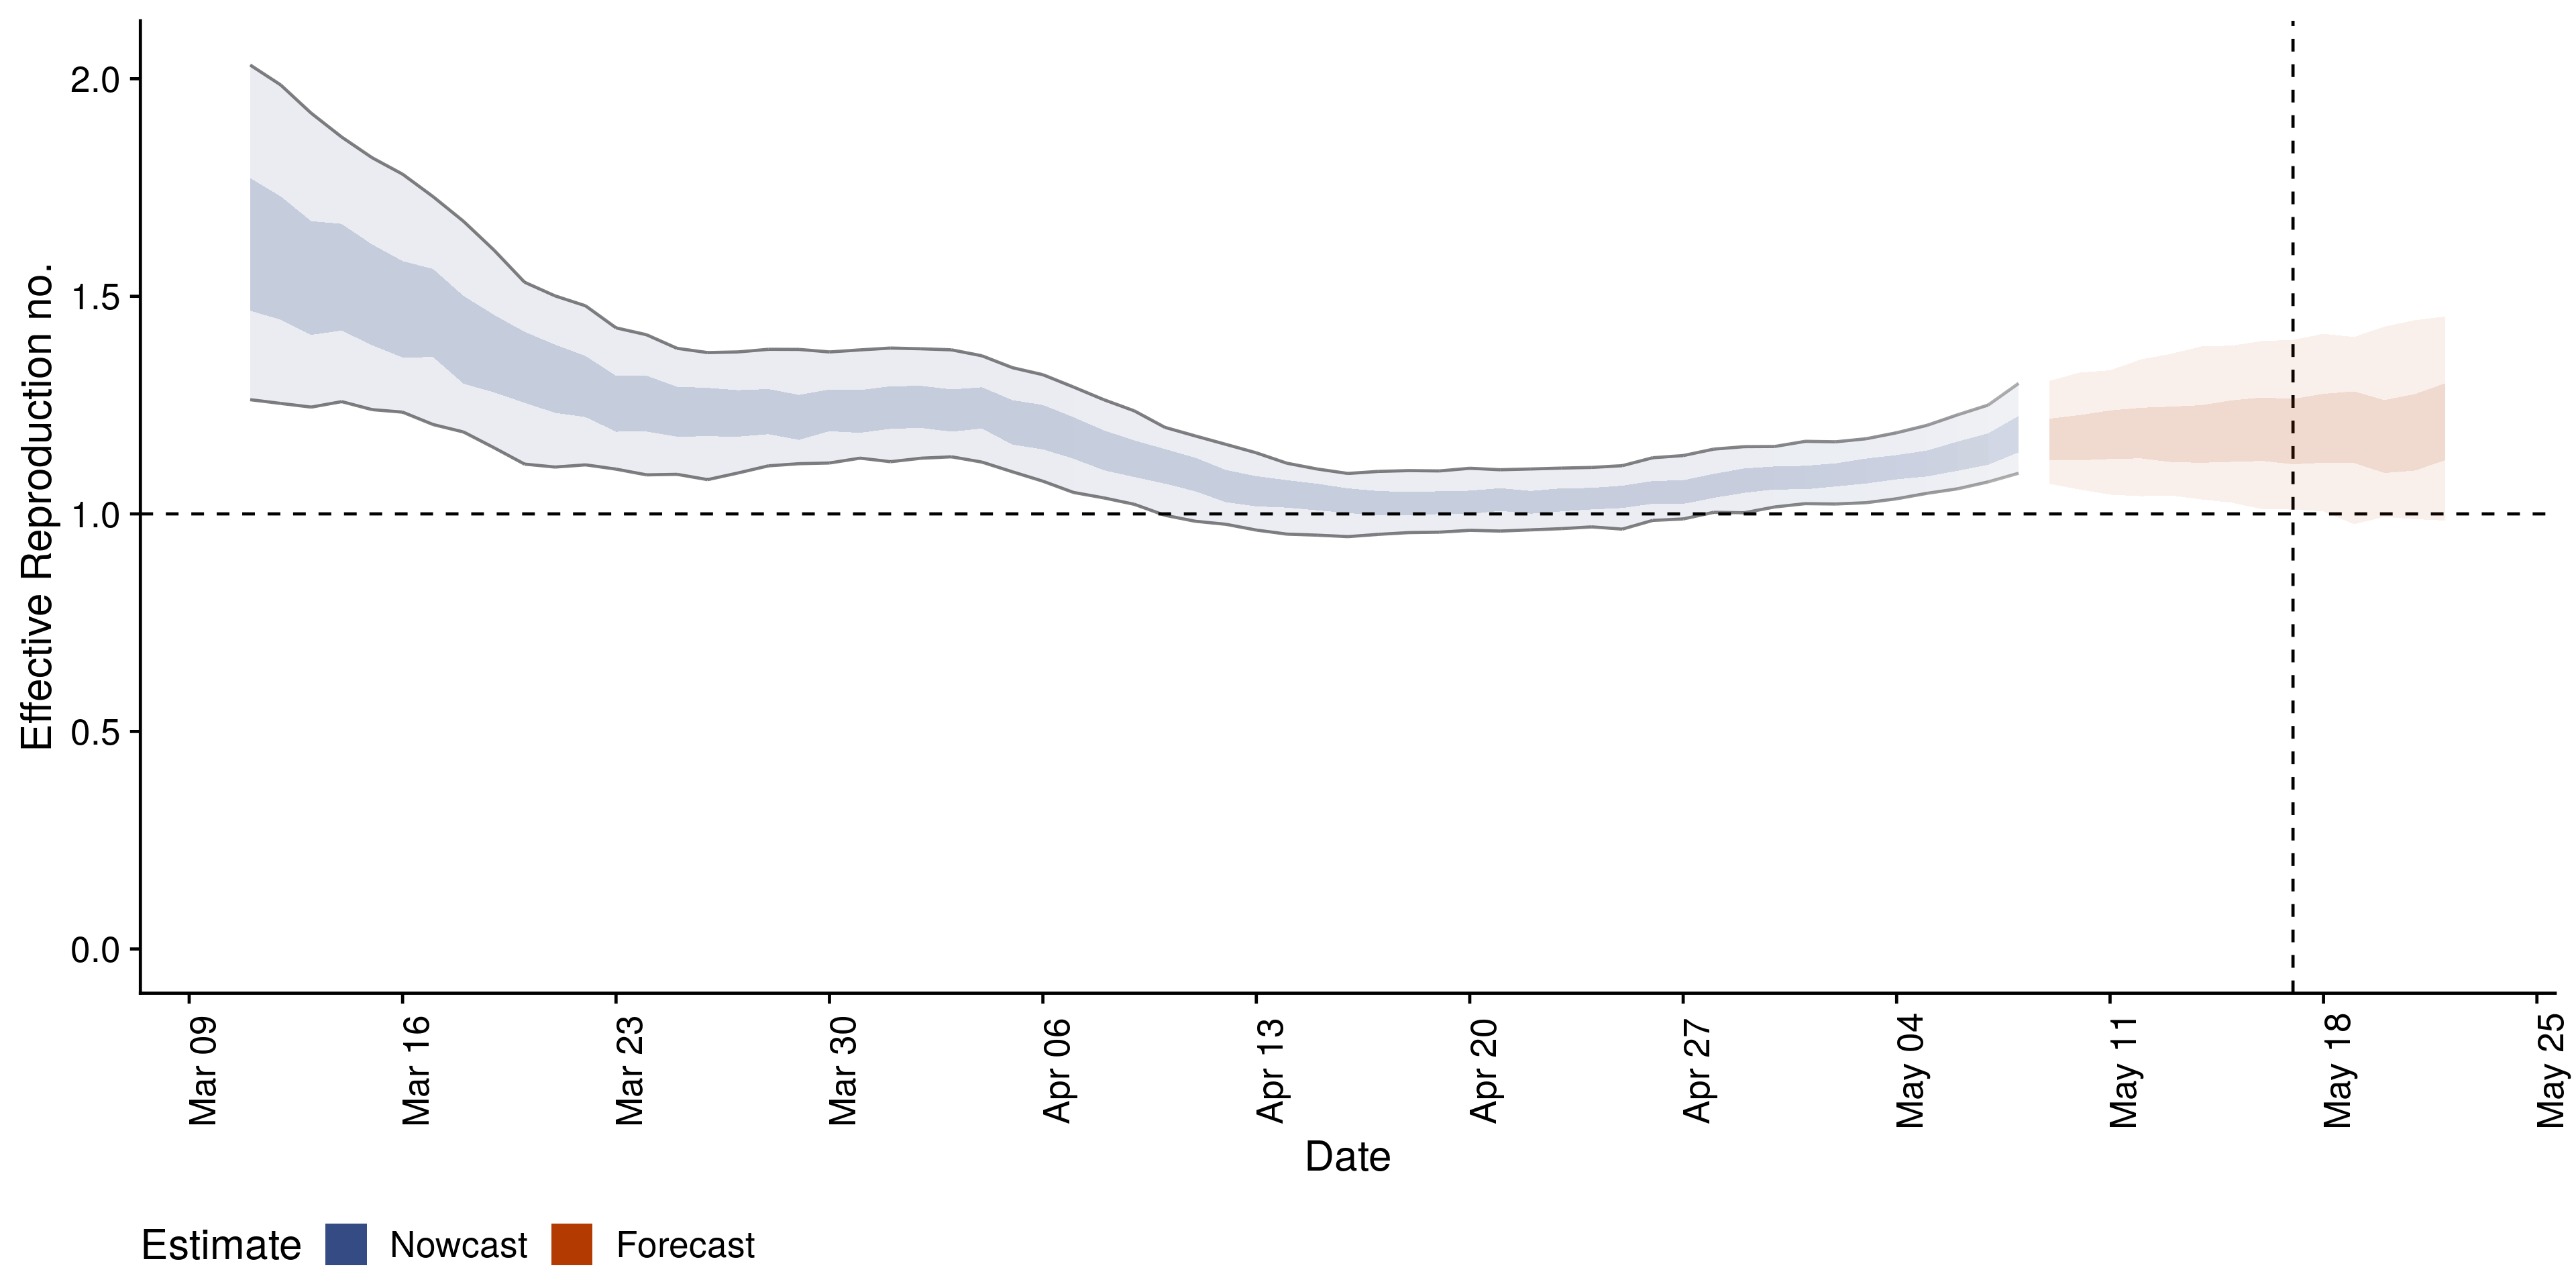 Effective Reproduction no.
2.0
1.5
1.0
0.5
0.0
Mar 09
Mar 16
Mar 23
Mar 30
Apr 06
Apr 13
Apr 20
Apr 27
May 04
May 11
May 18
May 25
Date
Estimate Nowcast Forecast